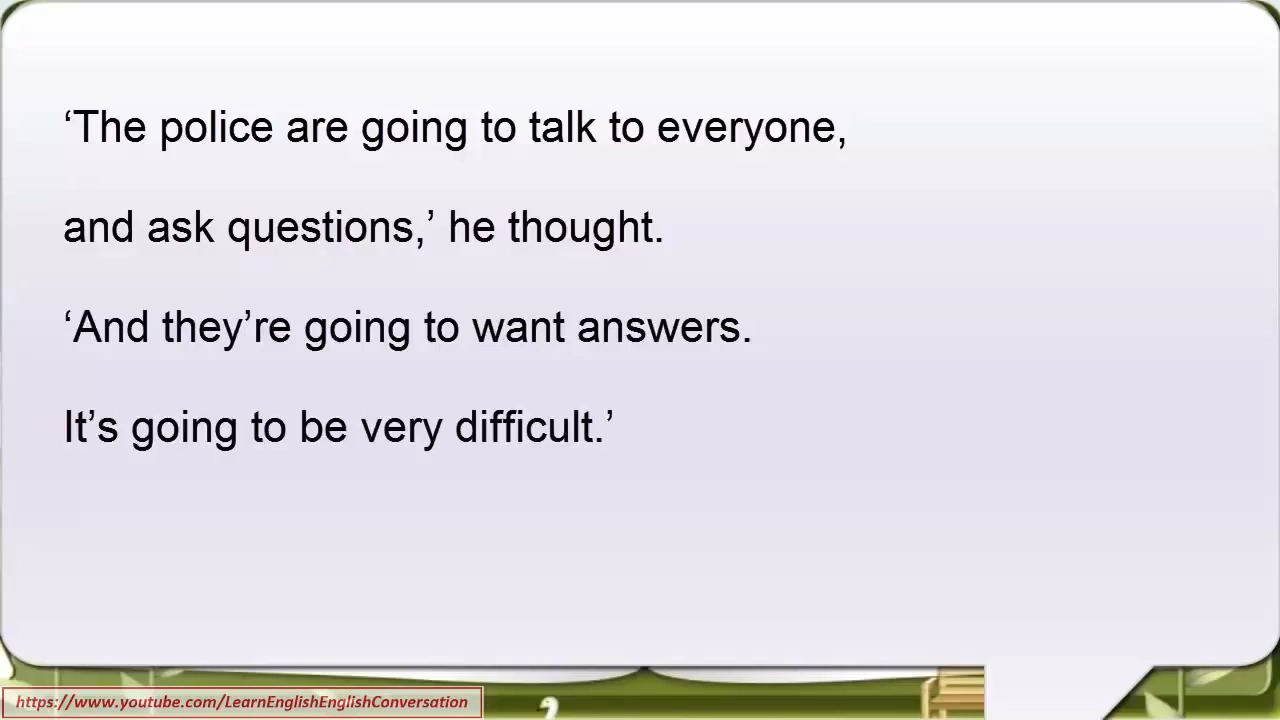 ‘The police are going to talk to everyone,
and ask questions,’ he thought.
‘And they’re going to want answers.
It’s going to be very difficult.’
https://www.youtube.com/LearnEnglishEnglishConversation